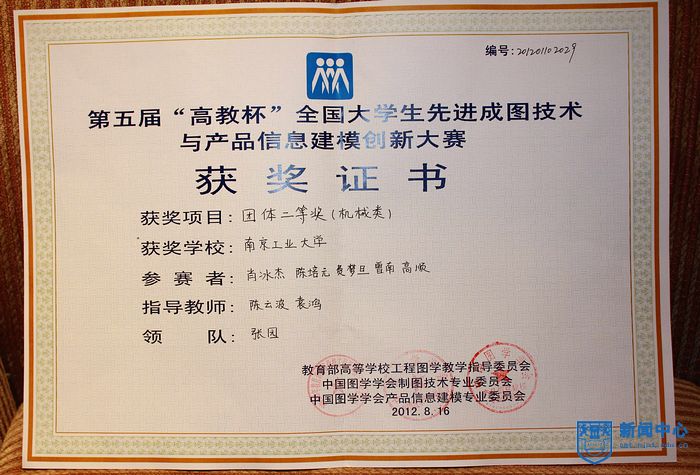 编号:201201102029
第五届“高教杯”全国大学生先进成图技术
与产品信息建模创新大赛
获奖证书
获奖项目:团体二等奖(机械类)
获奖学校:南京工业大学
参赛者:肖冰杰 陈培元 费梦旦 曹南 高顺
指导教师:陈云波 袁鸿
领队:张园
教育部高等学校工程图学教学指导委员会
中国图学学会制图技术专业委员会
中国图学学会产品信息建模专业委员会
2012.8.16
新闻中心